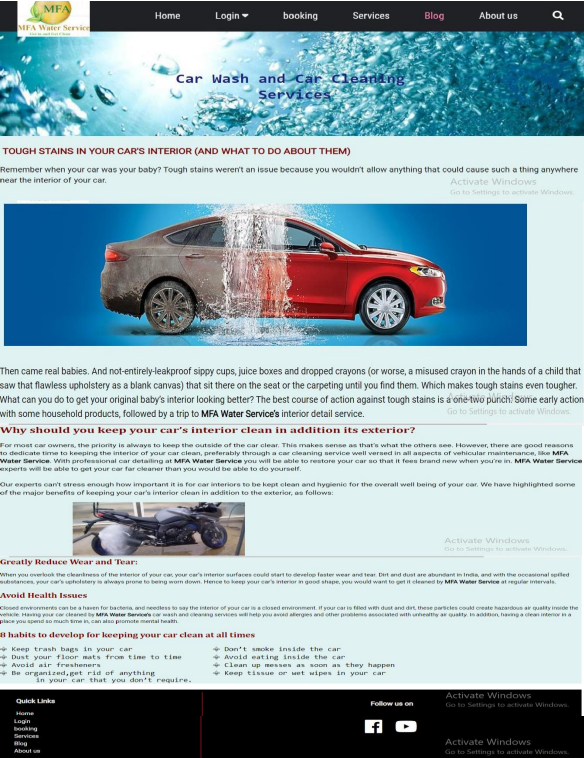 MFA
MFA Water Service
Home Login booking Services Blog About us
Car Wash and Car Cleaning
Services
TOUGH STAINS IN YOUR CAR'S INTERIOR (AND WHAT TO DO ABOUT THEM)
Remember when your car was your baby? Tough stains weren't an issue because you wouldn't allow anything that could cause such a thing anywhere
near the interior of your car.
Activate Windows
Go to Settings to activate Windows.
Then came real babies. And not-entirely-leakproof sippy cups, juice boxes and dropped crayons (or worse, a misused crayon in the hands of a child that
saw that flawless upholstery as a blank canvas) that sit there on the seat or the carpeting until you find them. Which makes tough stains even tougher.
What can you do to get your original baby's interior looking better? The best course of action against tough stains is a one-two punch: Some early action
with some household products, followed by a trip to MFA Water Service's interior detail service.
Activate Windows
Go to Settings to activate Windows.
Why should you keep your car's interior clean in addition its exterior?
For most car owners, the priority is always to keep the outside of the car clear. This makes sense as that's what the others see. However, there are good reasons
to dedicate time to keeping the interior of your car clean, preferably through a car cleaning service well versed in all aspects of vehicular maintenance, like MFA
Water Service. With professional car detailing at MFA Water Service you will be able to restore your car so that it fees brand new when you're in. MFA Water Service
experts will be able to get your car far cleaner than you would be able to do yourself.
Our experts can't stress enough how important it is for car interiors to be kept clean and hygienic for the overall well being of your car. We have highlighted some
of the major benefits of keeping your car's interior clean in addition to the exterior, as follows:
Activate Windows
Go to Settings to activate Windows.
Greatly Reduce Wear and Tear:
When you overlook the cleanliness of the interior of your car, your car's interior surfaces could start to develop faster wear and tear. Dirt and dust are abundant in India, and with the occasional spilled
substances, your car's upholstery is always prone to being worn down. Hence to keep your car's interior in good shape, you would want to get it cleaned by MFA Water Service at regular intervals.
Avoid Health Issues
Closed environments can be a haven for bacteria, and needless to say the interior of your car is a closed environment. If your car is filled with dust and dirt, these particles could create hazardous air quality inside the
vehicle. Having your car cleaned by MFA Water Service's car wash and cleaning services will help you avoid allergies and other problems associated with unhealthy air quality. In addition, having a clean interior in a
place you spend so much time in, can also promote mental health.
8 habits to develop for keeping your car clean at all times
Keep trash bags in your car
Dust your floor mats from time to time
Avoid air fresheners
Be organized,get rid of anything
in your car that you don't require.
Don't smoke inside the car
Avoid eating inside the car
Clean up messes as soon as they happen
Keep tissue or wet wipes in your car
Quick Links
Home
Login
booking
Services
Blog
About us
Follow us on
Activate Windows
Go to Settings to activate Windows.
Activate Windows
Go to Settings to activate Windows.